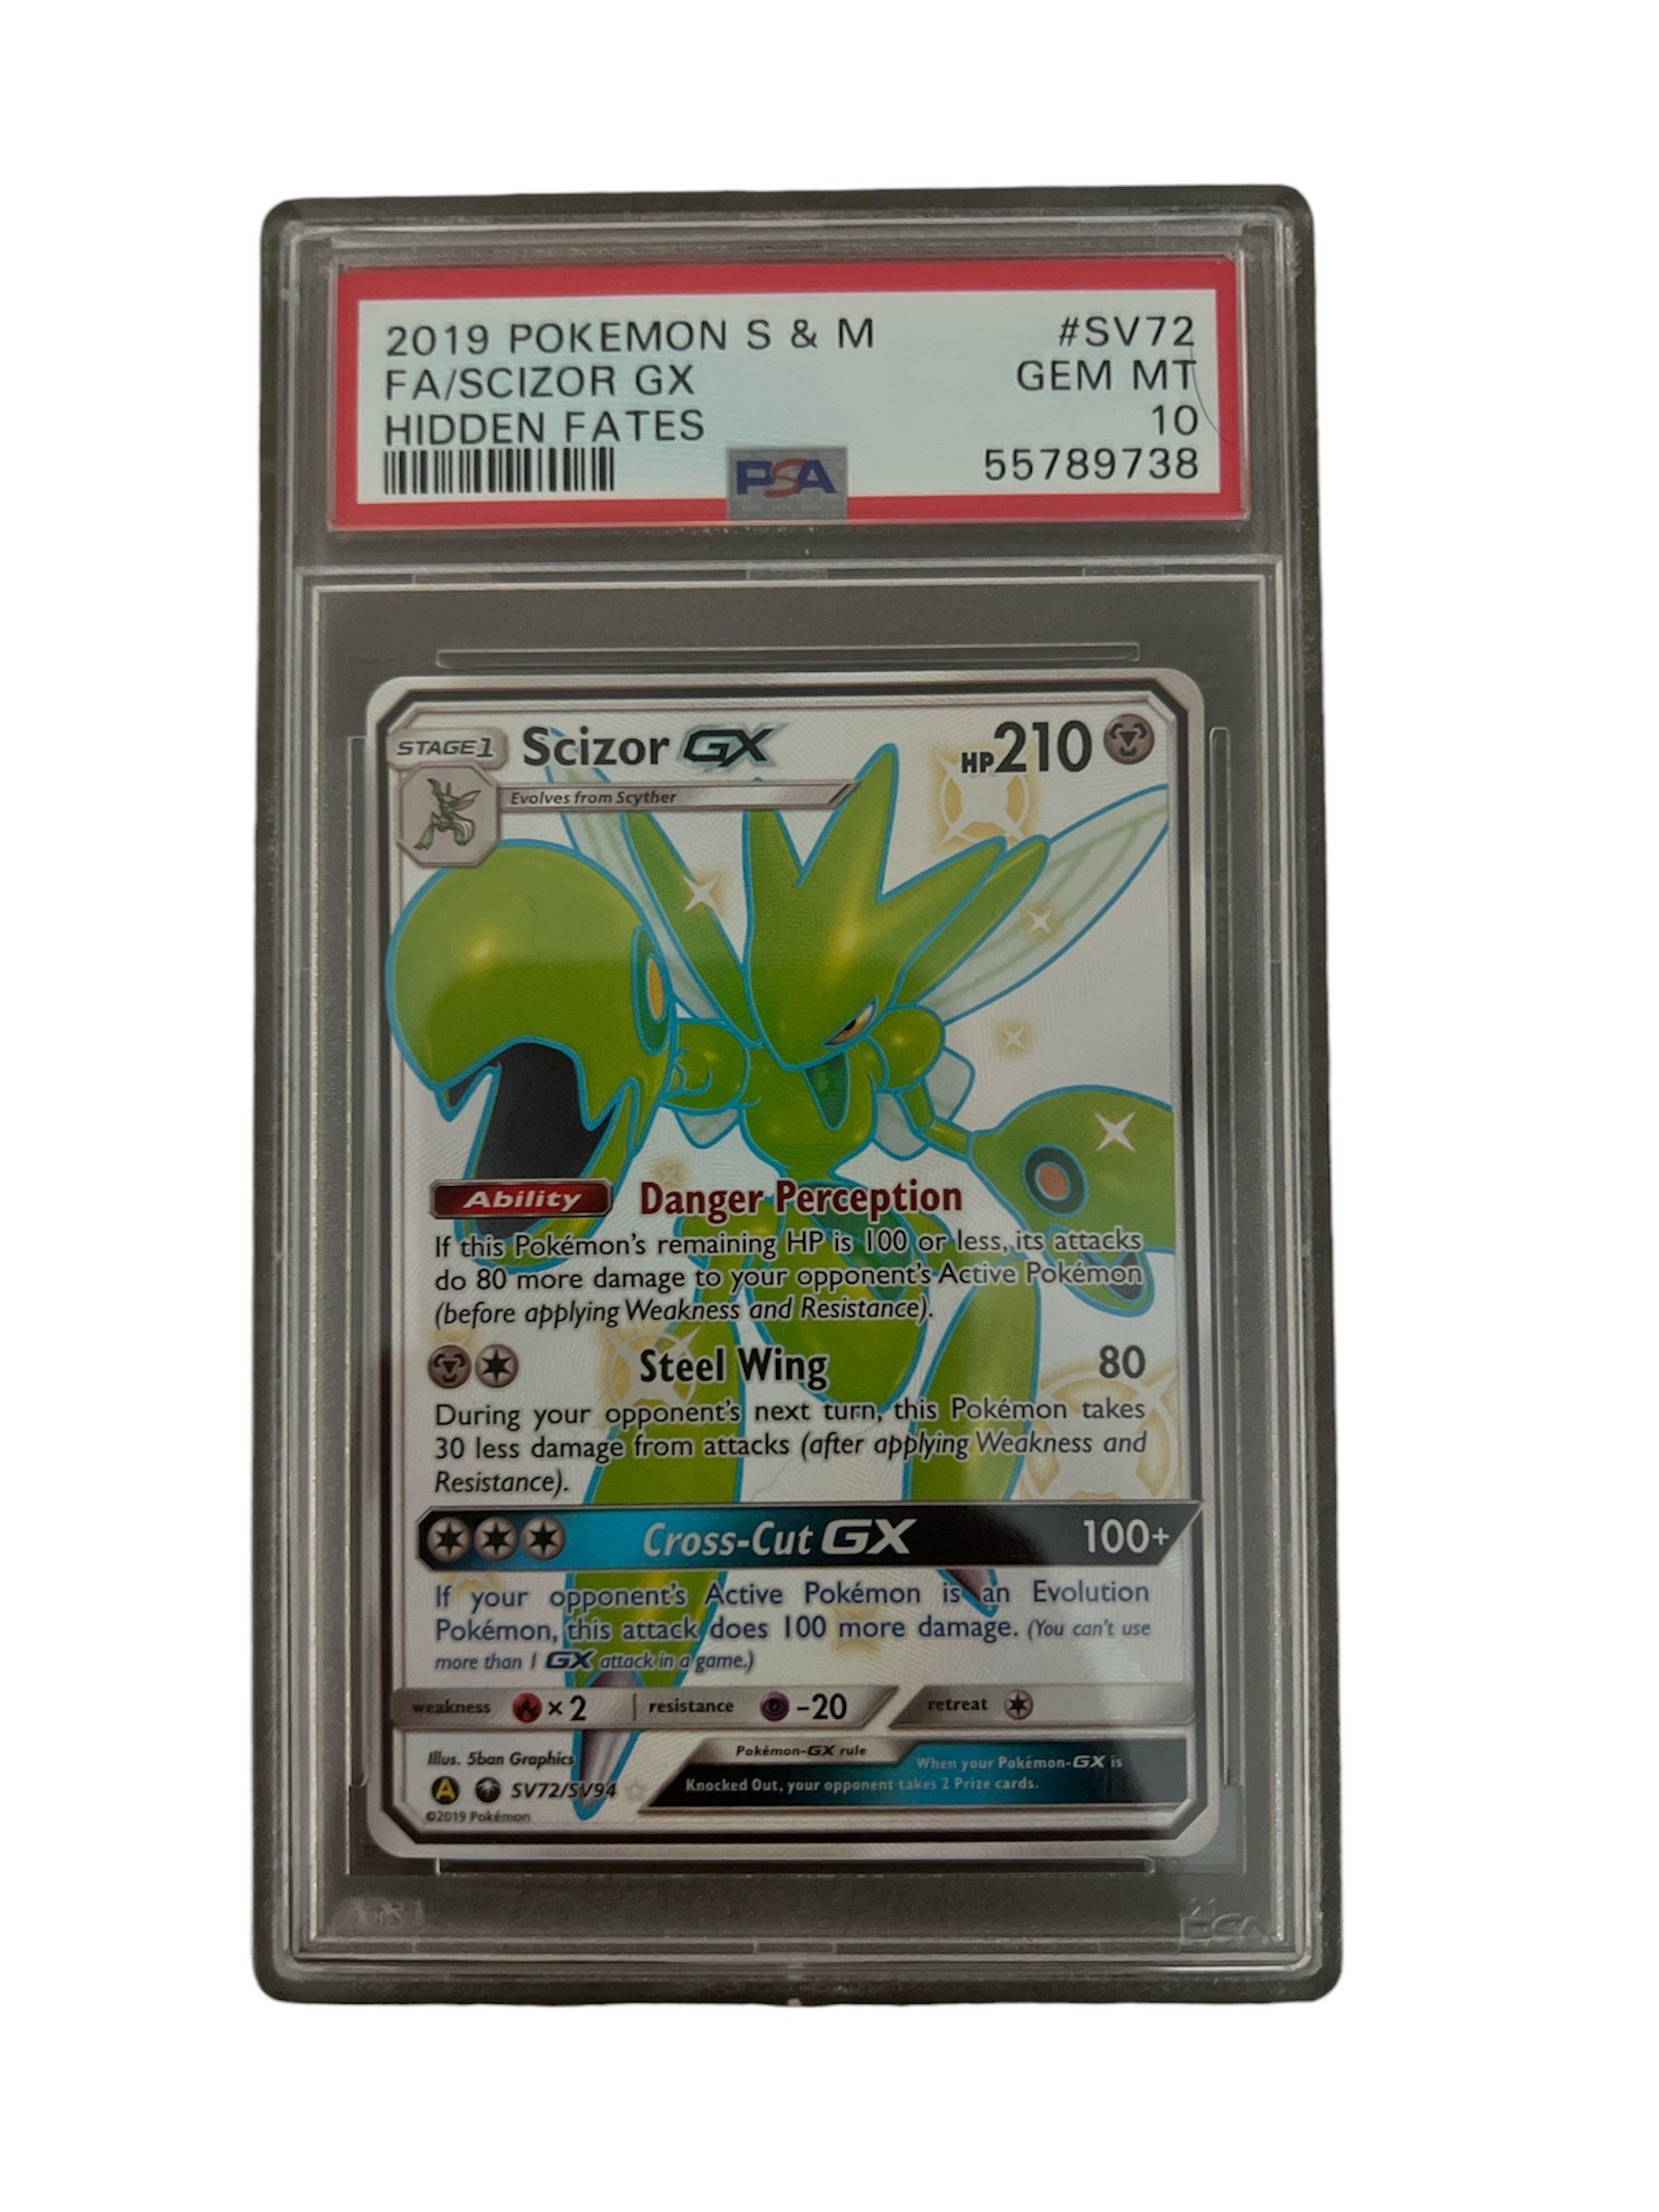 2019 POKEMON S & M #SV72
FA/SCIZOR GX GEM MT
HIDDEN FATES 10
PSA 55789738
STAGE 1 Scizor GX HP 210
Evolves from Scyther
Ability Danger Perception
If this Pokémon's remaining HP is 100 or less, its attacks
do 80 more damage to your opponent's Active Pokémon
(before applying Weakness and Resistance).
Steel Wing 80
During your opponent's next turn, this Pokémon takes
30 less damage from attacks (after applying Weakness and
Resistance).
Cross-Cut GX 100+
If your opponent's Active Pokémon is an Evolution
Pokémon, this attack does 100 more damage. (You can't use
more than 1 GX attack in a game.)
weakness ×2 resistance -20 retreat
Illus. 5ban Graphics Pokémon-GX rule When your Pokémon-GX is
A SV72/SV94 Knocked Out, your opponent takes 2 Prize cards.
©2019 Pokémon
PSA